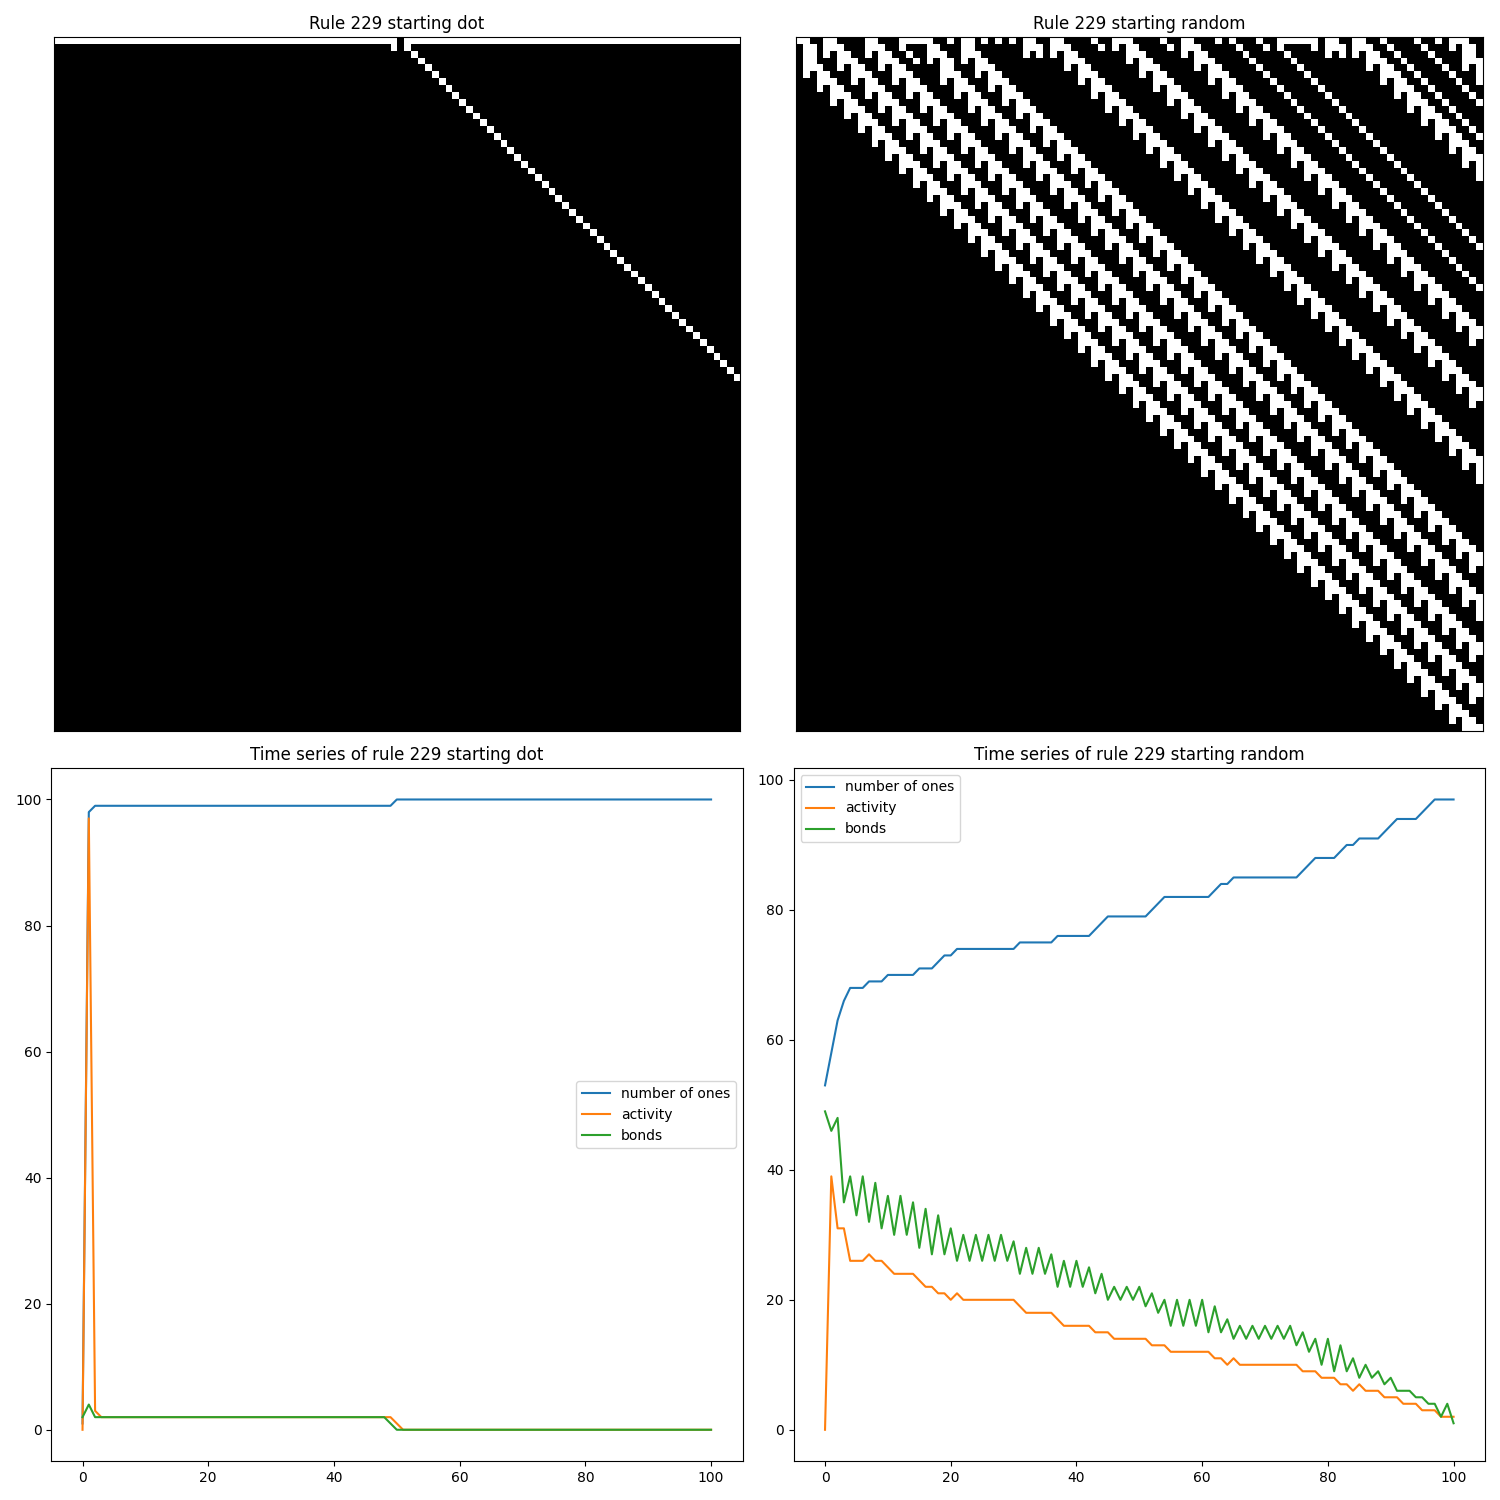 Rule 229 starting dot
Rule 229 starting random
Time series of rule 229 starting dot
100
80
60
40
20
0
0 20 40 60 80 100
number of ones
activity
bonds
Time series of rule 229 starting random
100
80
60
40
20
0
0 20 40 60 80 100
number of ones
activity
bonds